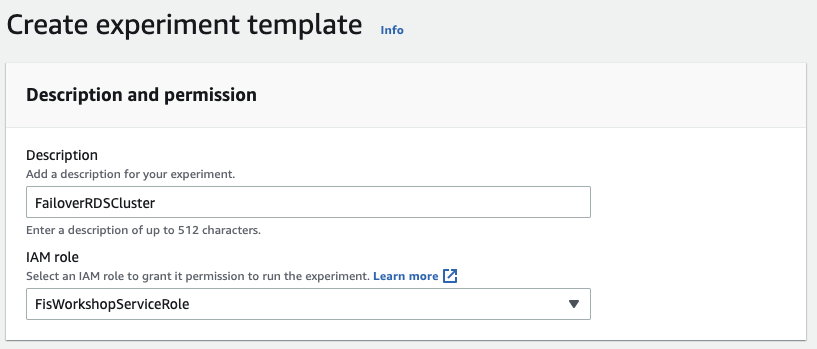 Create experiment template Info
Description and permission
Description
Add a description for your experiment.
FailoverRDSCluster
Enter a description of up to 512 characters.
IAM role
Select an IAM role to grant it permission to run the experiment. Learn more
FisWorkshopServiceRole